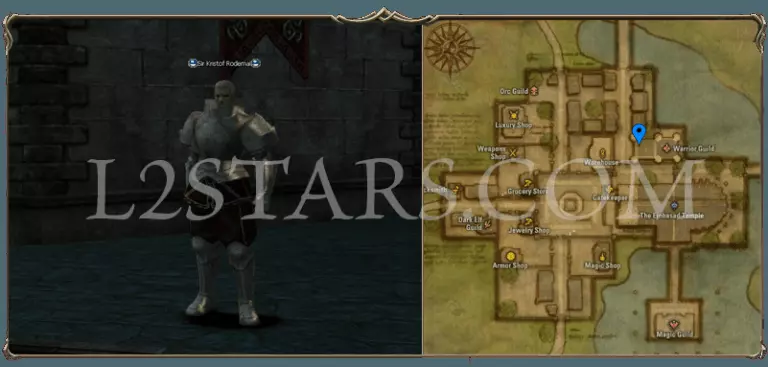 Sir Kristof Rodemai
Orc Guild
Luxury Shop
Weapons
Shop
Warehouse
Warrior Guild
Grocery Store
Gatekeeper
The Einhasad Temple
Dark Elf
Guild
Jewelry Shop
Armor Shop
Magic Shop
Magic Guild
L2STARS.COM